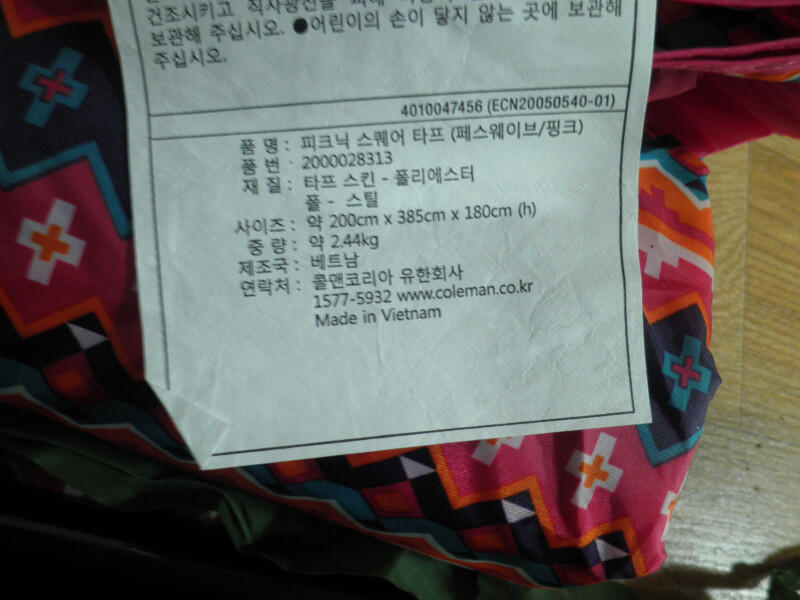 건조시키고 직사광선을 피해
보관해 주십시오. ●어린이의 손이 닿지 않는 곳에 보관해
주십시오.
4010047456 (ECN20050540-01)
품 명 : 피크닉 스퀘어 타프 (페스웨이브/핑크)
품 번 : 2000028313
재 질 : 타프 스킨 - 폴리에스터
폴 - 스틸
사이즈 : 약 200cm x 385cm x 180cm (h)
중 량 : 약 2.44kg
제조국 : 베트남
연락처 : 콜맨코리아 유한회사
1577-5932 www.coleman.co.kr
Made in Vietnam